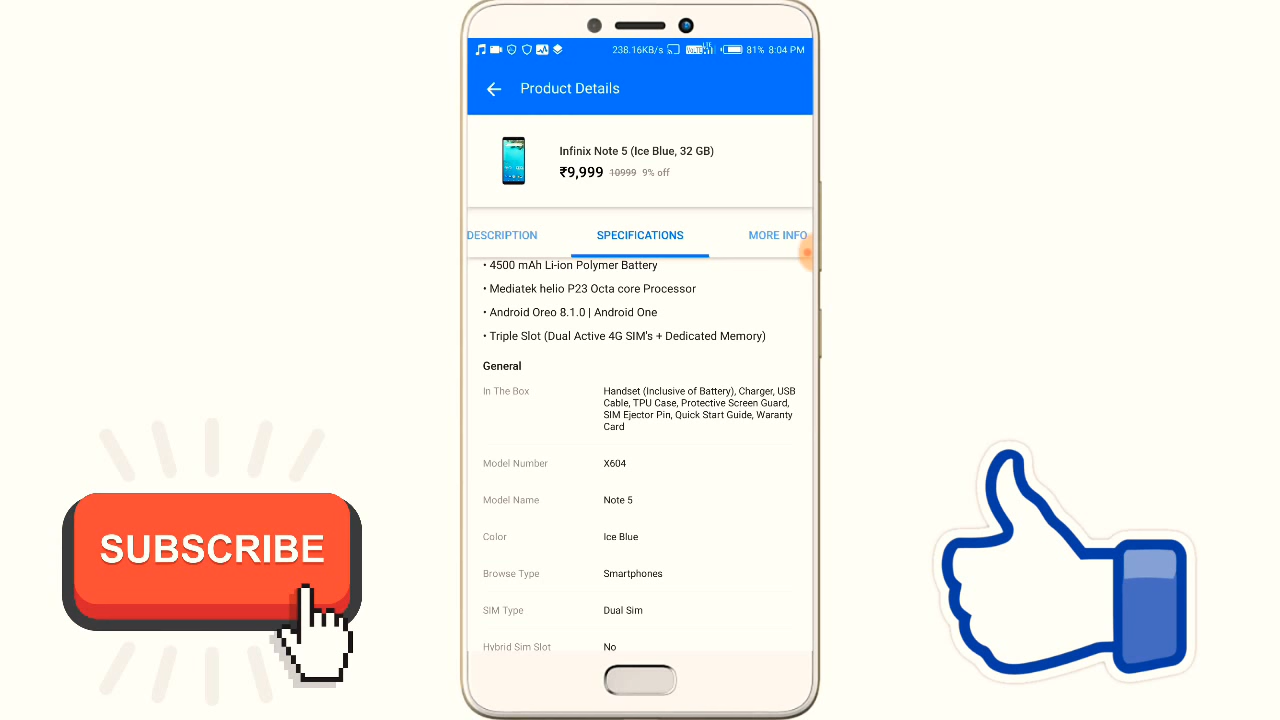 238.16KB/s LTE VoLTE 81% 8:04 PM
Product Details
Infinix Note 5 (Ice Blue, 32 GB)
₹9,999 10999 9% off
DESCRIPTION SPECIFICATIONS MORE INFO
• 4500 mAh Li-ion Polymer Battery
• Mediatek helio P23 Octa core Processor
• Android Oreo 8.1.0 | Android One
• Triple Slot (Dual Active 4G SIM's + Dedicated Memory)
General
In The Box Handset (Inclusive of Battery), Charger, USB
Cable, TPU Case, Protective Screen Guard,
SIM Ejector Pin, Quick Start Guide, Waranty
Card
Model Number X604
Model Name Note 5
Color Ice Blue
Browse Type Smartphones
SIM Type Dual Sim
Hybrid Sim Slot No
SUBSCRIBE